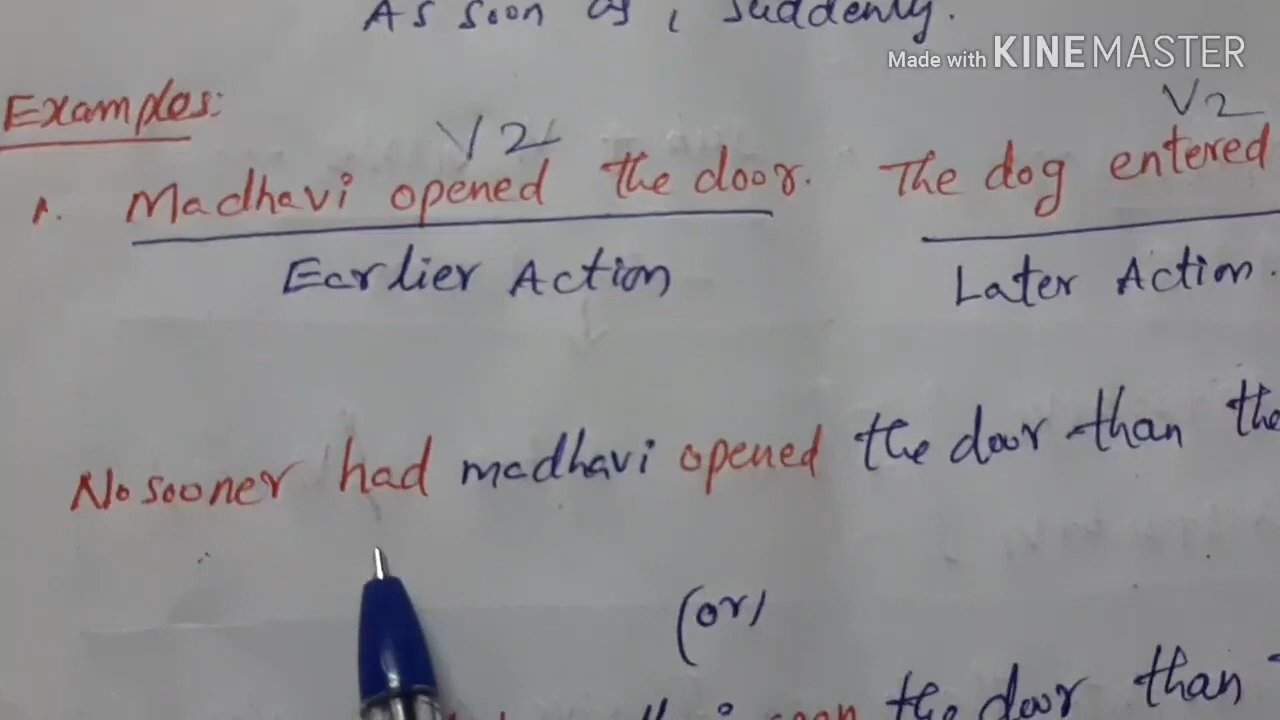 As soon as, suddenly.
Made with KINEMASTER
Examples:
V2 V2
1. Madhavi opened the door. The dog entered
Earlier Action Later Action.
No sooner had madhavi opened the door than the
(or)
the door than